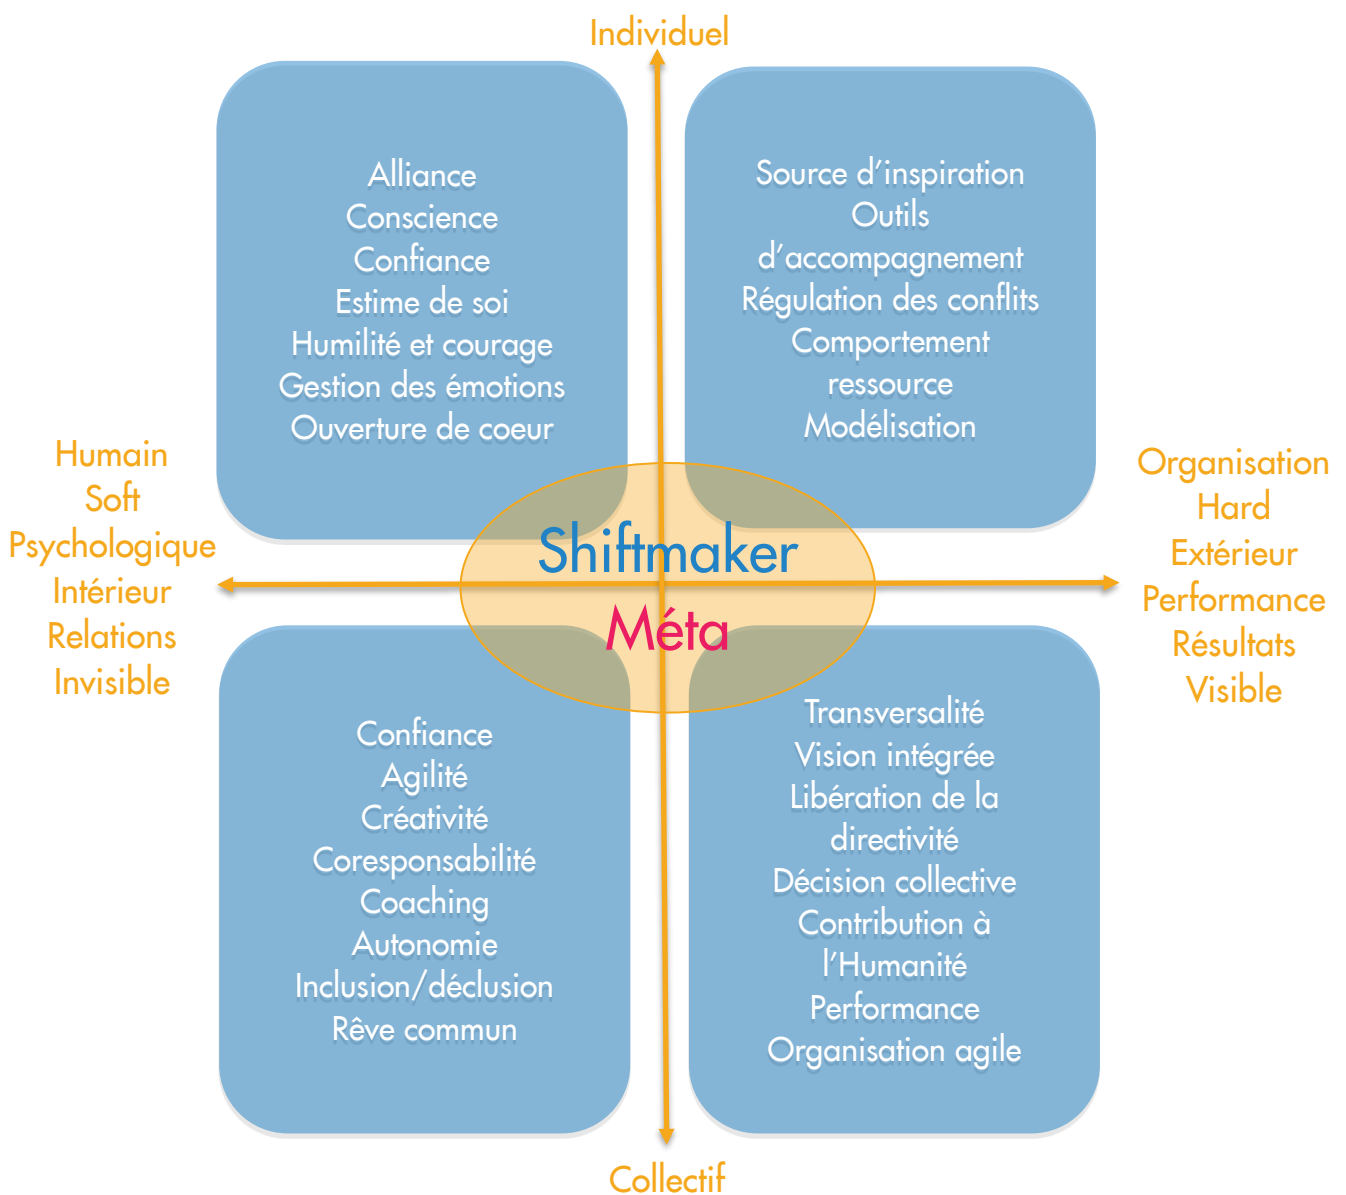 Individuel
Alliance
Conscience
Confiance
Estime de soi
Humilité et courage
Gestion des émotions
Ouverture de coeur
Source d’inspiration
Outils
d’accompagnement
Régulation des conflits
Comportement
ressource
Modélisation
Humain
Soft
Psychologique
Intérieur
Relations
Invisible
Shiftmaker
Méta
Organisation
Hard
Extérieur
Performance
Résultats
Visible
Confiance
Agilité
Créativité
Coresponsabilité
Coaching
Autonomie
Inclusion/déclusion
Rêve commun
Transversalité
Vision intégrée
Libération de la
directivité
Décision collective
Contribution à
l’Humanité
Performance
Organisation agile
Collectif